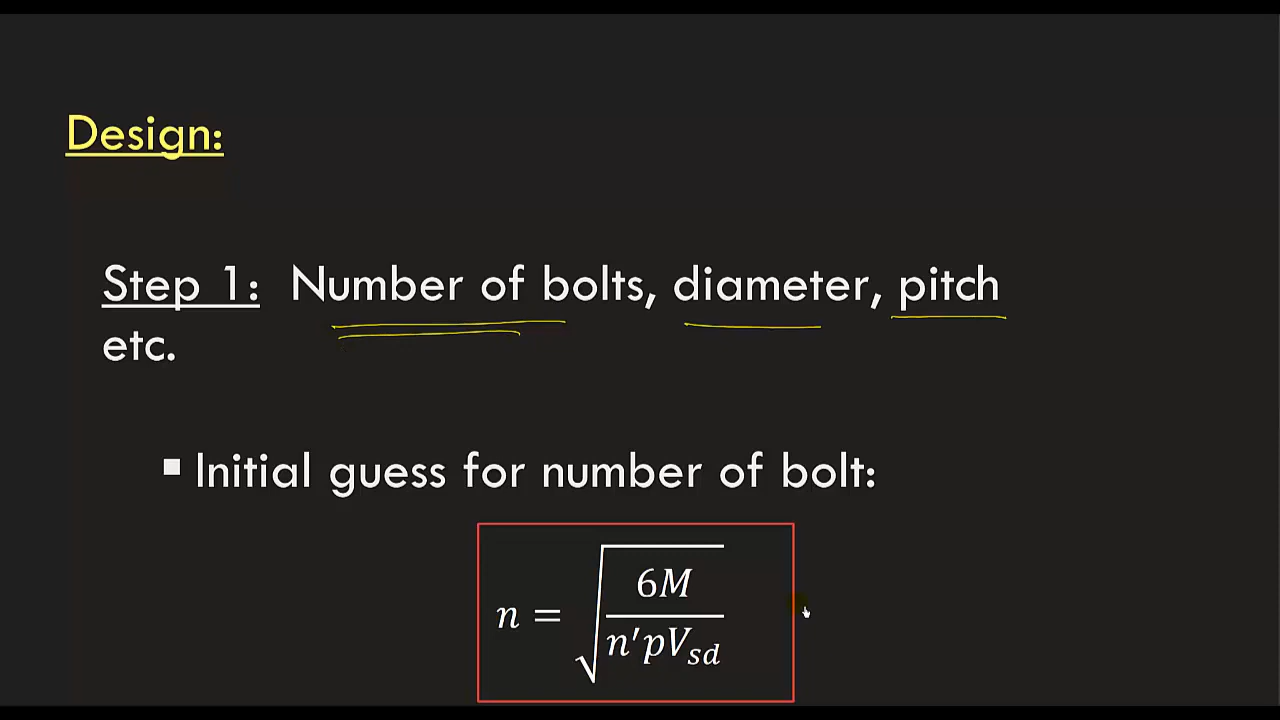 Design:
Step 1: Number of bolts, diameter, pitch
etc.
▪ Initial guess for number of bolt:
n = √(6M / n′pV_sd)